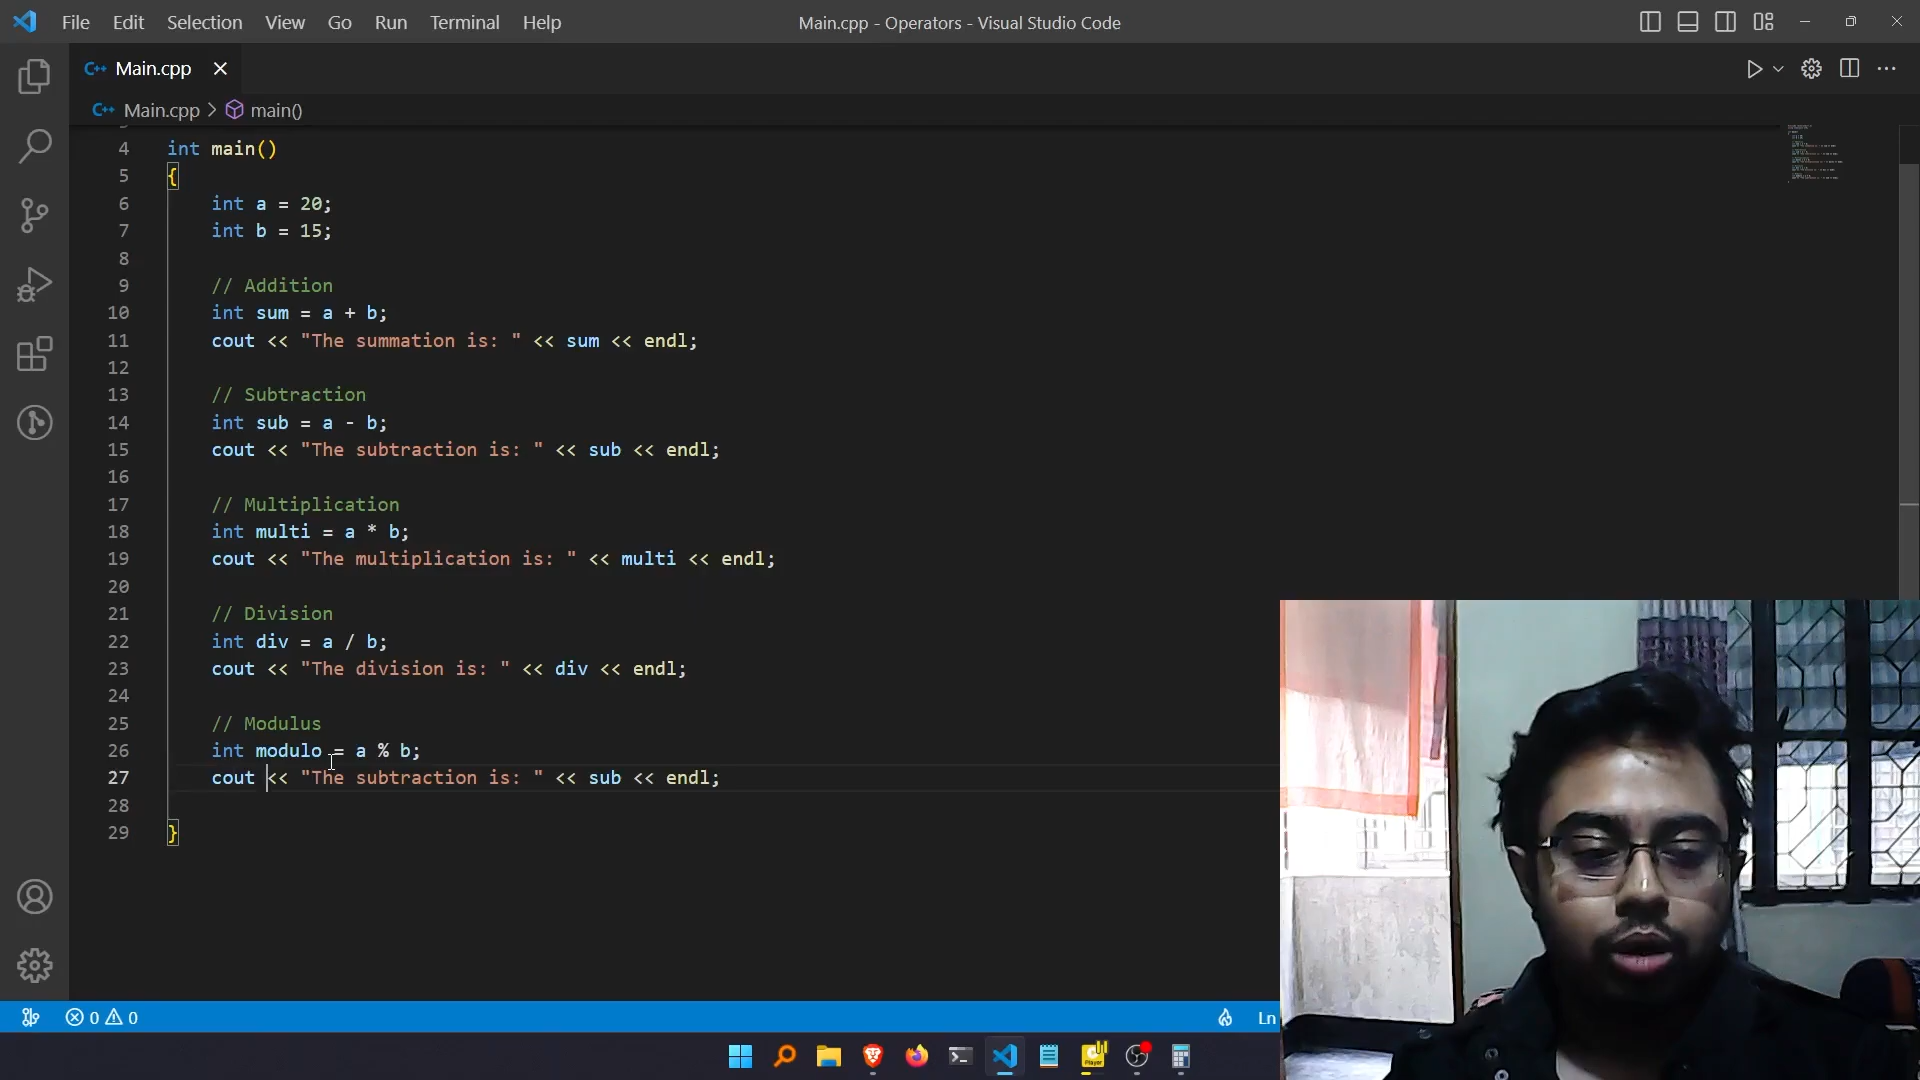 File Edit Selection View Go Run Terminal Help
Main.cpp - Operators - Visual Studio Code
C++ Main.cpp
C++ Main.cpp > main()
4 int main()
5 {
6 int a = 20;
7 int b = 15;
8
9 // Addition
10 int sum = a + b;
11 cout << "The summation is: " << sum << endl;
12
13 // Subtraction
14 int sub = a - b;
15 cout << "The subtraction is: " << sub << endl;
16
17 // Multiplication
18 int multi = a * b;
19 cout << "The multiplication is: " << multi << endl;
20
21 // Division
22 int div = a / b;
23 cout << "The division is: " << div << endl;
24
25 // Modulus
26 int modulo = a % b;
27 cout << "The subtraction is: " << sub << endl;
28
29 }
0 0
Ln